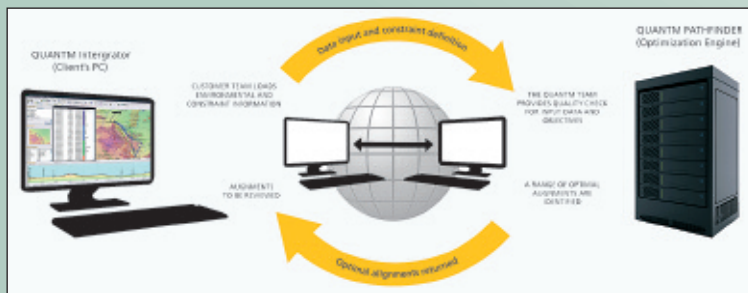 QUANTM Intergrator
(Client's PC)
Data input and constraint definition
QUANTM PATHFINDER
(Optimization Engine)
CUSTOMER TEAM LOADS
ENVIRONMENTAL AND
CONSTRAINT INFORMATION
THE QUANTM TEAM
PROVIDES QUALITY CHECK
FOR INPUT DATA AND
OBJECTIVES
ALIGNMENTS
TO BE REVIEWED
A RANGE OF OPTIMAL
ALIGNMENTS ARE
IDENTIFIED
Optimal alignments returned